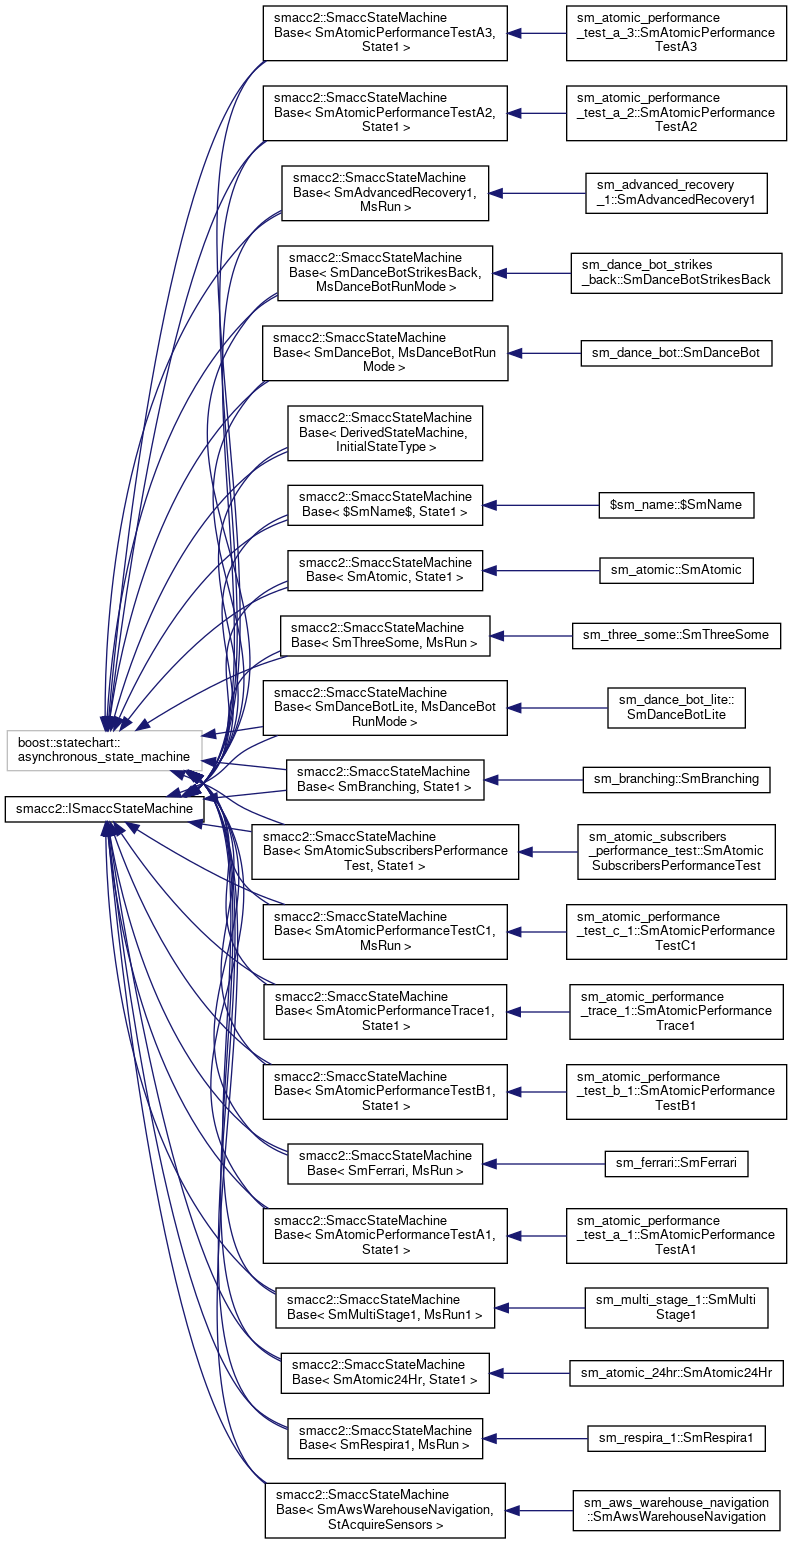 smacc2::SmaccStateMachine
Base< SmAtomicPerformanceTestA3,
State1 >
sm_atomic_performance
_test_a_3::SmAtomicPerformance
TestA3
smacc2::SmaccStateMachine
Base< SmAtomicPerformanceTestA2,
State1 >
sm_atomic_performance
_test_a_2::SmAtomicPerformance
TestA2
smacc2::SmaccStateMachine
Base< SmAdvancedRecovery1,
MsRun >
sm_advanced_recovery
_1::SmAdvancedRecovery1
smacc2::SmaccStateMachine
Base< SmDanceBotStrikesBack,
MsDanceBotRunMode >
sm_dance_bot_strikes
_back::SmDanceBotStrikesBack
smacc2::SmaccStateMachine
Base< SmDanceBot, MsDanceBotRun
Mode >
sm_dance_bot::SmDanceBot
smacc2::SmaccStateMachine
Base< DerivedStateMachine,
InitialStateType >
smacc2::SmaccStateMachine
Base< $SmName$, State1 >
$sm_name::$SmName
smacc2::SmaccStateMachine
Base< SmAtomic, State1 >
sm_atomic::SmAtomic
smacc2::SmaccStateMachine
Base< SmThreeSome, MsRun >
sm_three_some::SmThreeSome
smacc2::SmaccStateMachine
Base< SmDanceBotLite, MsDanceBot
RunMode >
sm_dance_bot_lite::
SmDanceBotLite
boost::statechart::
asynchronous_state_machine
smacc2::SmaccStateMachine
Base< SmBranching, State1 >
sm_branching::SmBranching
smacc2::ISmaccStateMachine
smacc2::SmaccStateMachine
Base< SmAtomicSubscribersPerformance
Test, State1 >
sm_atomic_subscribers
_performance_test::SmAtomic
SubscribersPerformanceTest
smacc2::SmaccStateMachine
Base< SmAtomicPerformanceTestC1,
MsRun >
sm_atomic_performance
_test_c_1::SmAtomicPerformance
TestC1
smacc2::SmaccStateMachine
Base< SmAtomicPerformanceTrace1,
State1 >
sm_atomic_performance
_trace_1::SmAtomicPerformance
Trace1
smacc2::SmaccStateMachine
Base< SmAtomicPerformanceTestB1,
State1 >
sm_atomic_performance
_test_b_1::SmAtomicPerformance
TestB1
smacc2::SmaccStateMachine
Base< SmFerrari, MsRun >
sm_ferrari::SmFerrari
smacc2::SmaccStateMachine
Base< SmAtomicPerformanceTestA1,
State1 >
sm_atomic_performance
_test_a_1::SmAtomicPerformance
TestA1
smacc2::SmaccStateMachine
Base< SmMultiStage1, MsRun1 >
sm_multi_stage_1::SmMulti
Stage1
smacc2::SmaccStateMachine
Base< SmAtomic24Hr, State1 >
sm_atomic_24hr::SmAtomic24Hr
smacc2::SmaccStateMachine
Base< SmRespira1, MsRun >
sm_respira_1::SmRespira1
smacc2::SmaccStateMachine
Base< SmAwsWarehouseNavigation,
StAcquireSensors >
sm_aws_warehouse_navigation
::SmAwsWarehouseNavigation